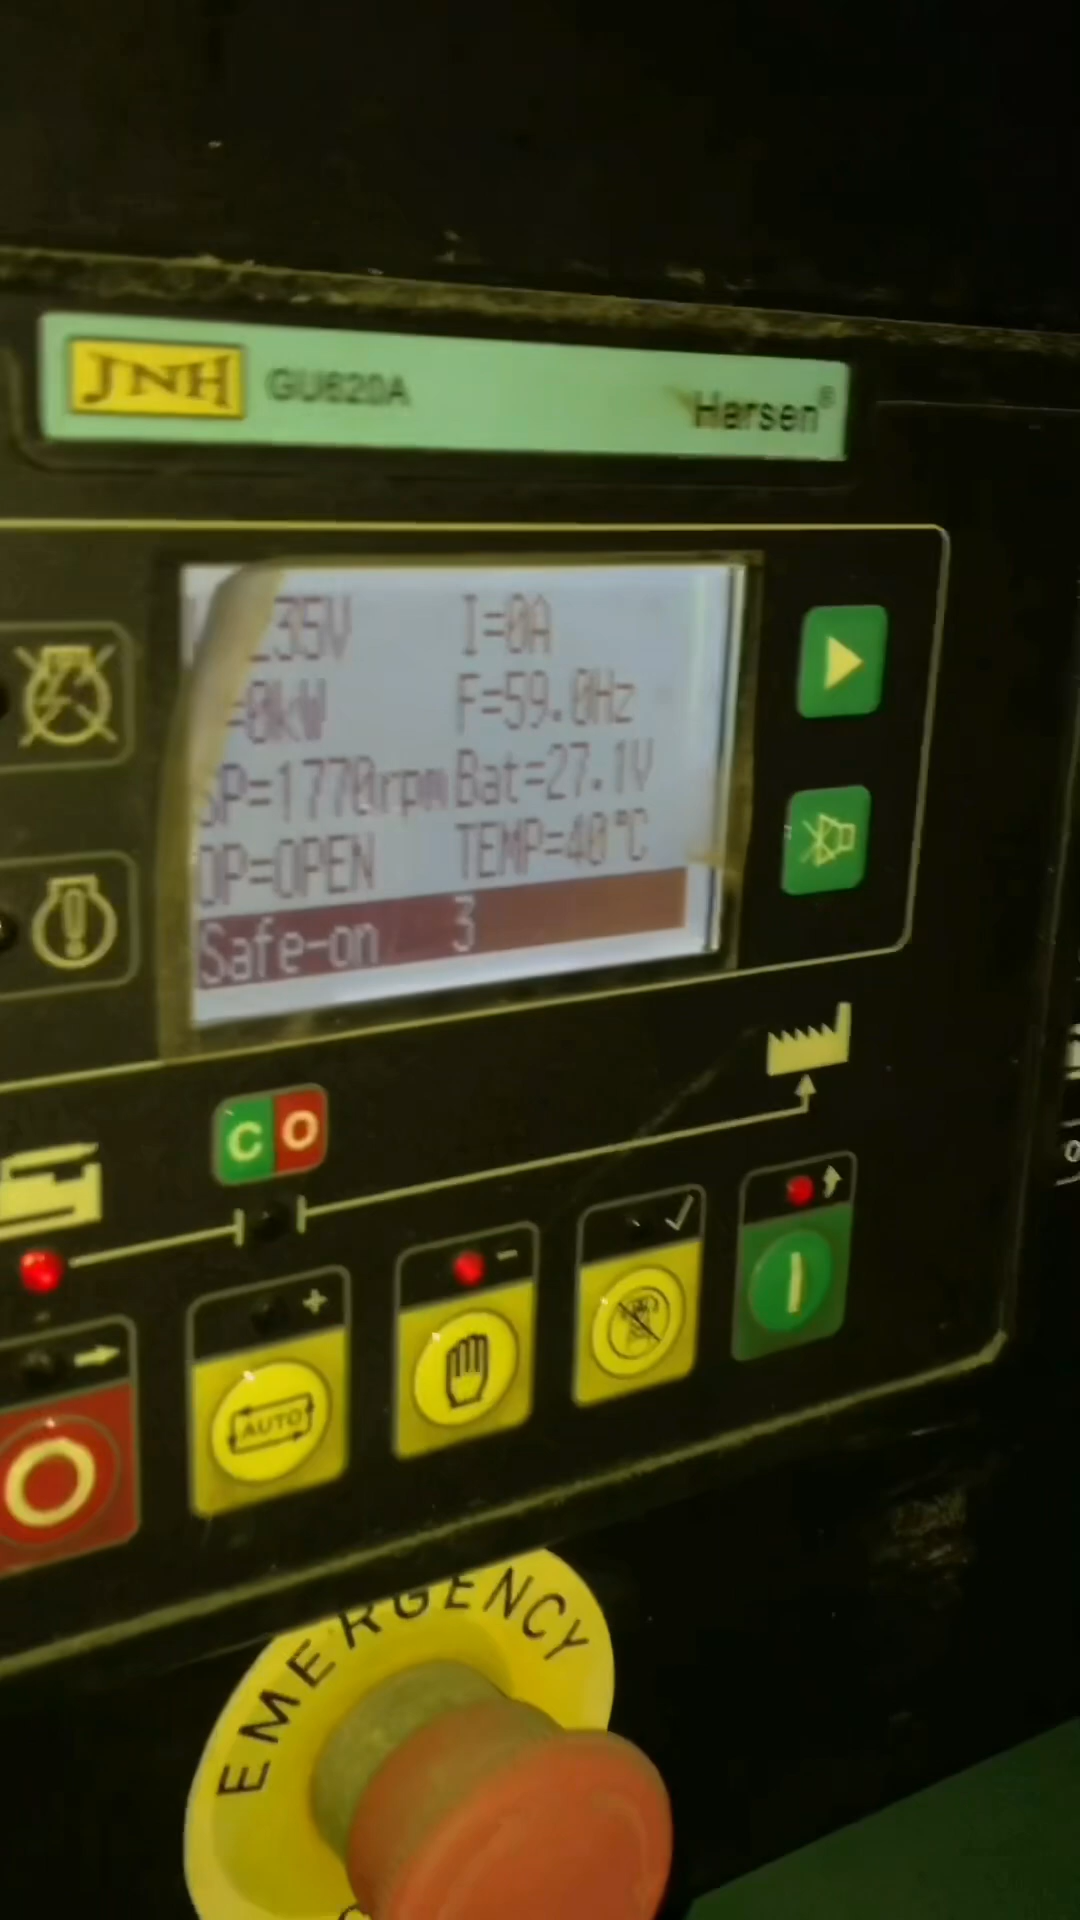 JNH GU620A Harsen®
35V I=0A
=0kW F=59.0Hz
SP=1770rpm Bat=27.1V
OP=OPEN TEMP=40°C
Safe-on 3
C O
+
-
AUTO
EMERGENCY